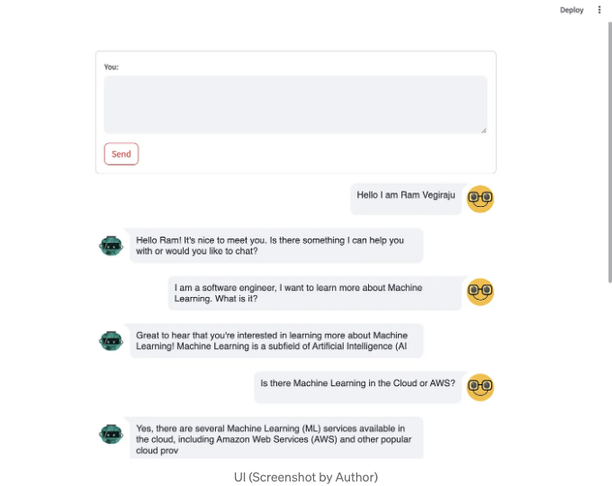 Deploy
You:
Send
Hello I am Ram Vegiraju
Hello Ram! It's nice to meet you. Is there something I can help you
with or would you like to chat?
I am a software engineer, I want to learn more about Machine
Learning. What is it?
Great to hear that you're interested in learning more about Machine
Learning! Machine Learning is a subfield of Artificial Intelligence (AI
Is there Machine Learning in the Cloud or AWS?
Yes, there are several Machine Learning (ML) services available in
the cloud, including Amazon Web Services (AWS) and other popular
cloud prov
UI (Screenshot by Author)